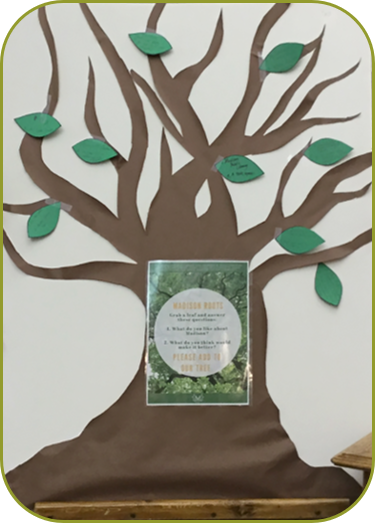 MADISON ROOTS
Grab a leaf and answer
these questions:
1. What do you like about
Madison?
2. What do you think would
make it better?
PLEASE ADD TO
OUR TREE